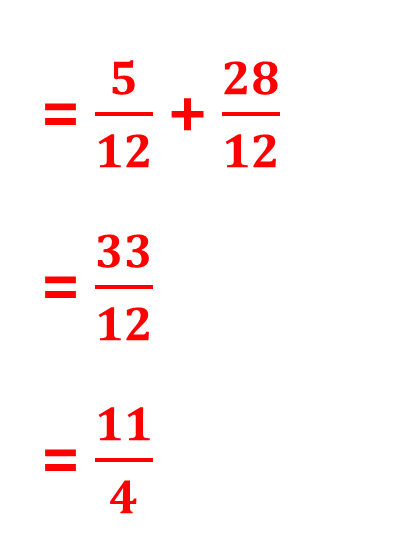 = 5/12 + 28/12
= 33/12
= 11/4